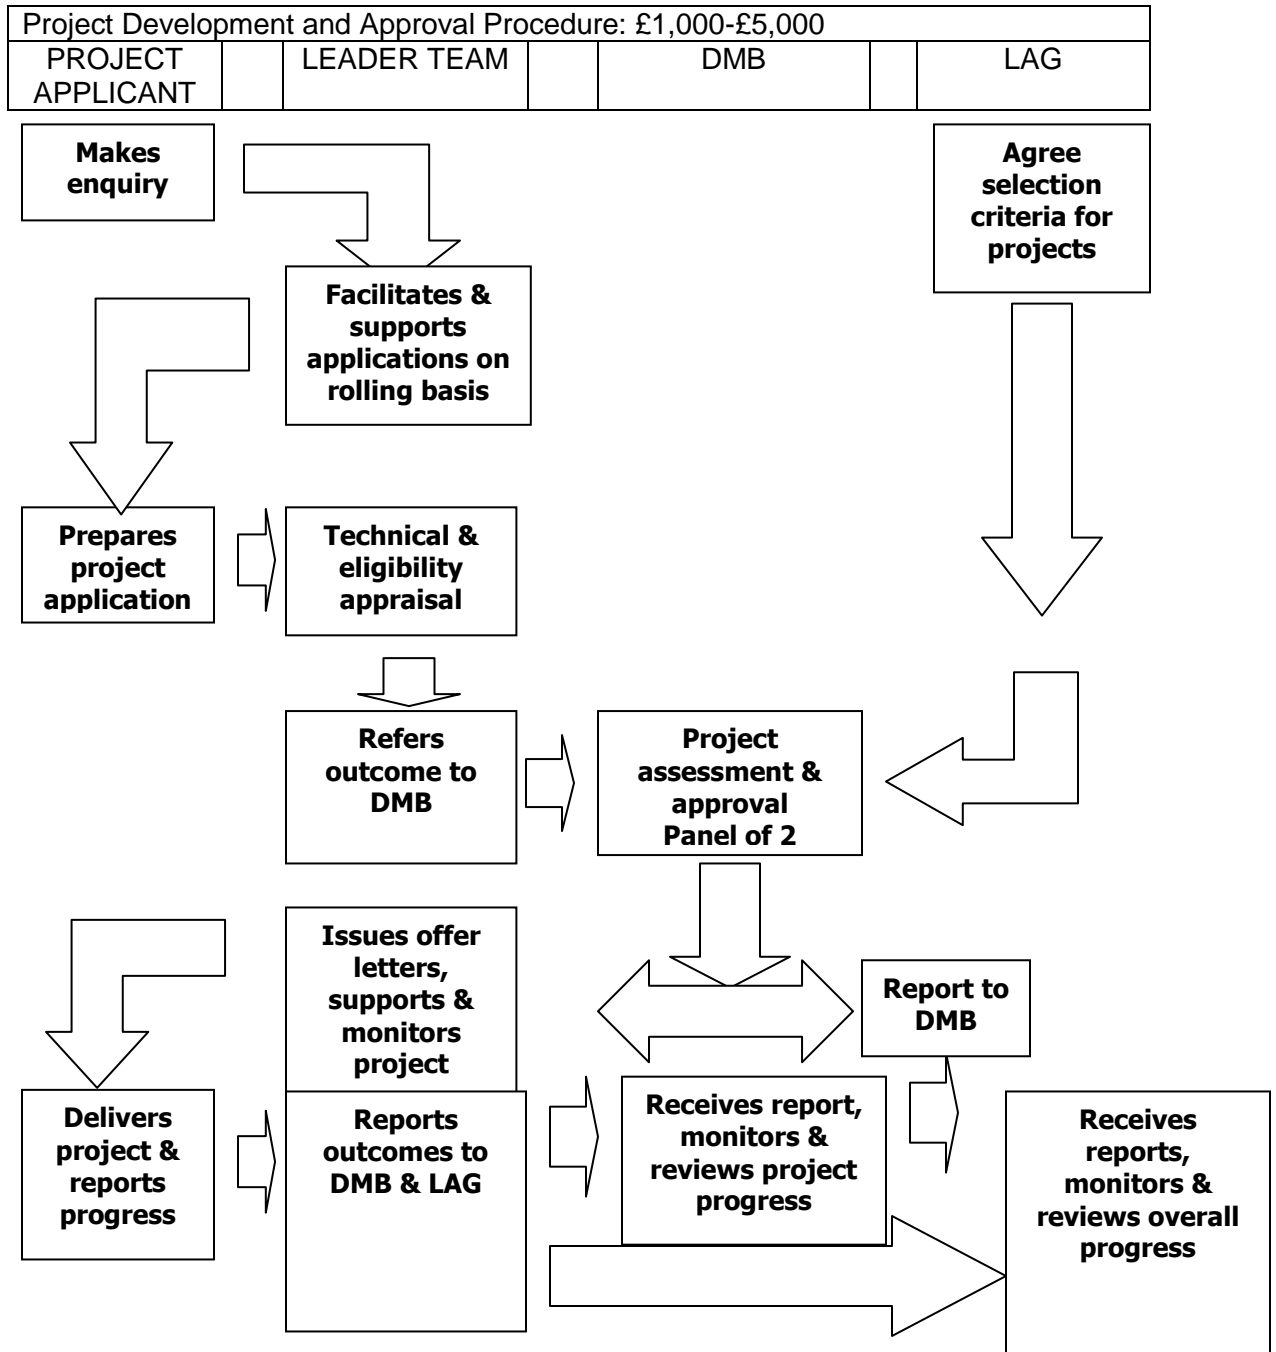 Project Development and Approval Procedure: £1,000-£5,000
PROJECT
APPLICANT
LEADER TEAM
DMB
LAG
Makes
enquiry
Agree
selection
criteria for
projects
Facilitates &
supports
applications on
rolling basis
Prepares
project
application
Technical &
eligibility
appraisal
Refers
outcome to
DMB
Project
assessment &
approval
Panel of 2
Issues offer
letters,
supports &
monitors
project
Report to
DMB
Delivers
project &
reports
progress
Reports
outcomes to
DMB & LAG
Receives report,
monitors &
reviews project
progress
Receives
reports,
monitors &
reviews overall
progress